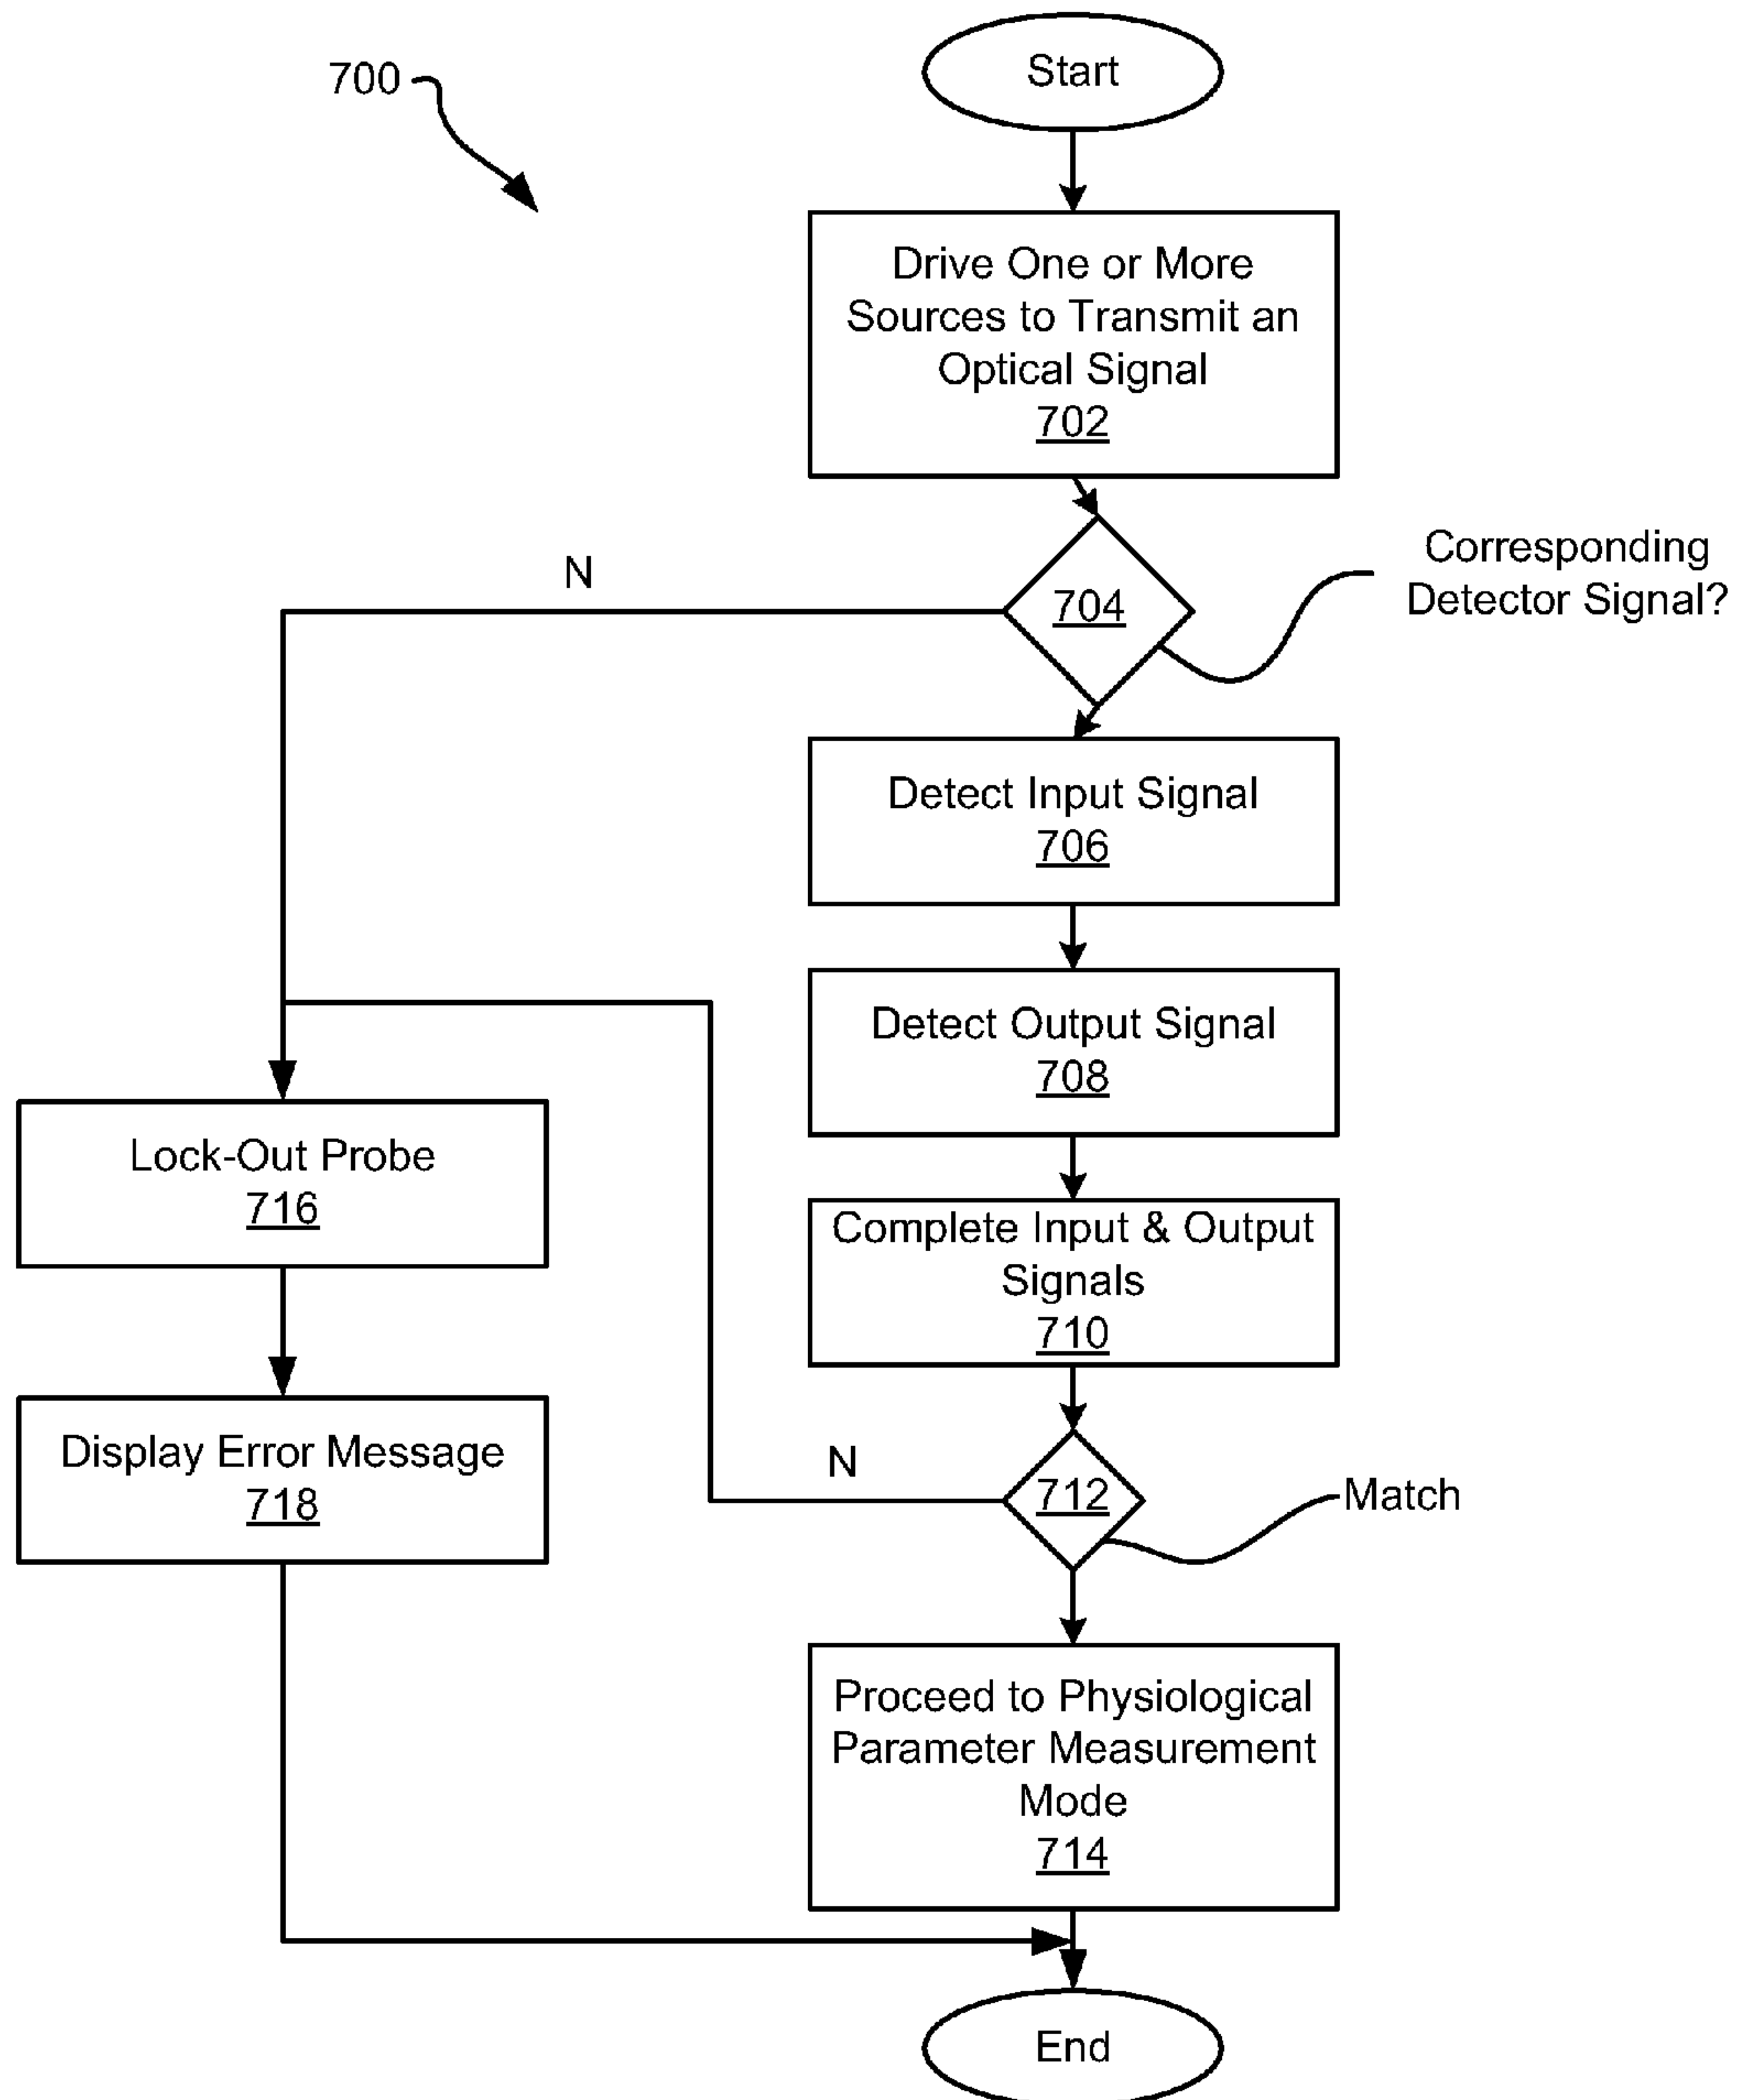 700
Start
Drive One or More
Sources to Transmit an
Optical Signal
702
N
704
Corresponding
Detector Signal?
Detect Input Signal
706
Detect Output Signal
708
Lock-Out Probe
716
Complete Input & Output
Signals
710
Display Error Message
718
N
712
Match
Proceed to Physiological
Parameter Measurement
Mode
714
End